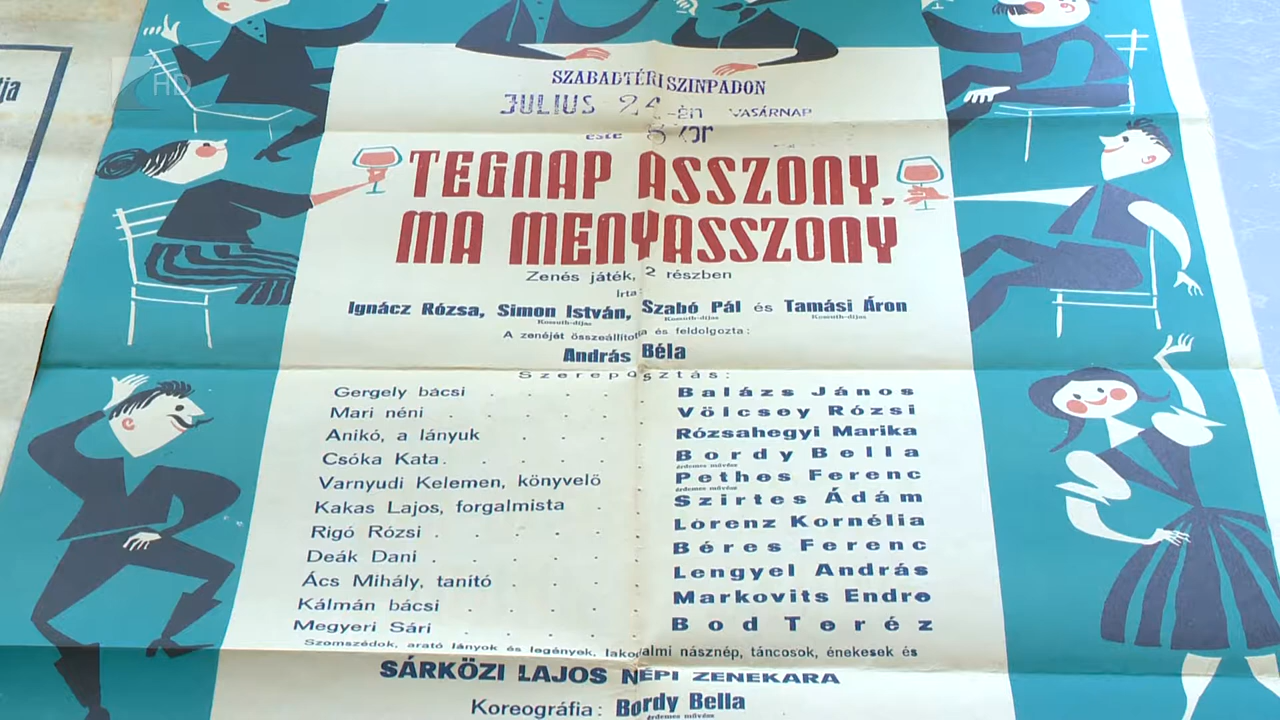 tja
HD
SZABADTÉRI SZINPADON
JULIUS -én VASÁRNAP
este 8 kor
TEGNAP ASSZONY,
MA MENYASSZONY
Zenés játék, 2 részben
Irta:
Ignácz Rózsa, Simon István, Szabó Pál és Tamási Áron
Kossuth-díjas Kossuth-díjas Kossuth-díjas
A zenéjét összeállította és feldolgozta:
András Béla
Szereposztás:
Gergely bácsi . . . . Balázs János
Mari néni . . . . Völcsey Rózsi
Anikó, a lányuk . . . . Rózsahegyi Marika
Csóka Kata . . . . . Bordy Bella
érdemes művész
Varnyudi Kelemen, könyvelő . Pethes Ferenc
érdemes művész
Kakas Lajos, forgalmista . . Szirtes Ádám
Rigó Rózsi . . . . . Lorenz Kornélia
Deák Dani . . . . . Béres Ferenc
Ács Mihály, tanító . . . . Lengyel András
Kálmán bácsi . . . . Markovits Endre
Megyeri Sári . . . . . Bod Teréz
Szomszédok, arató lányok és legények, lakodalmi násznép, táncosok, énekesek és
SÁRKÖZI LAJOS NÉPI ZENEKARA
Koreográfia: Bordy Bella
érdemes művész